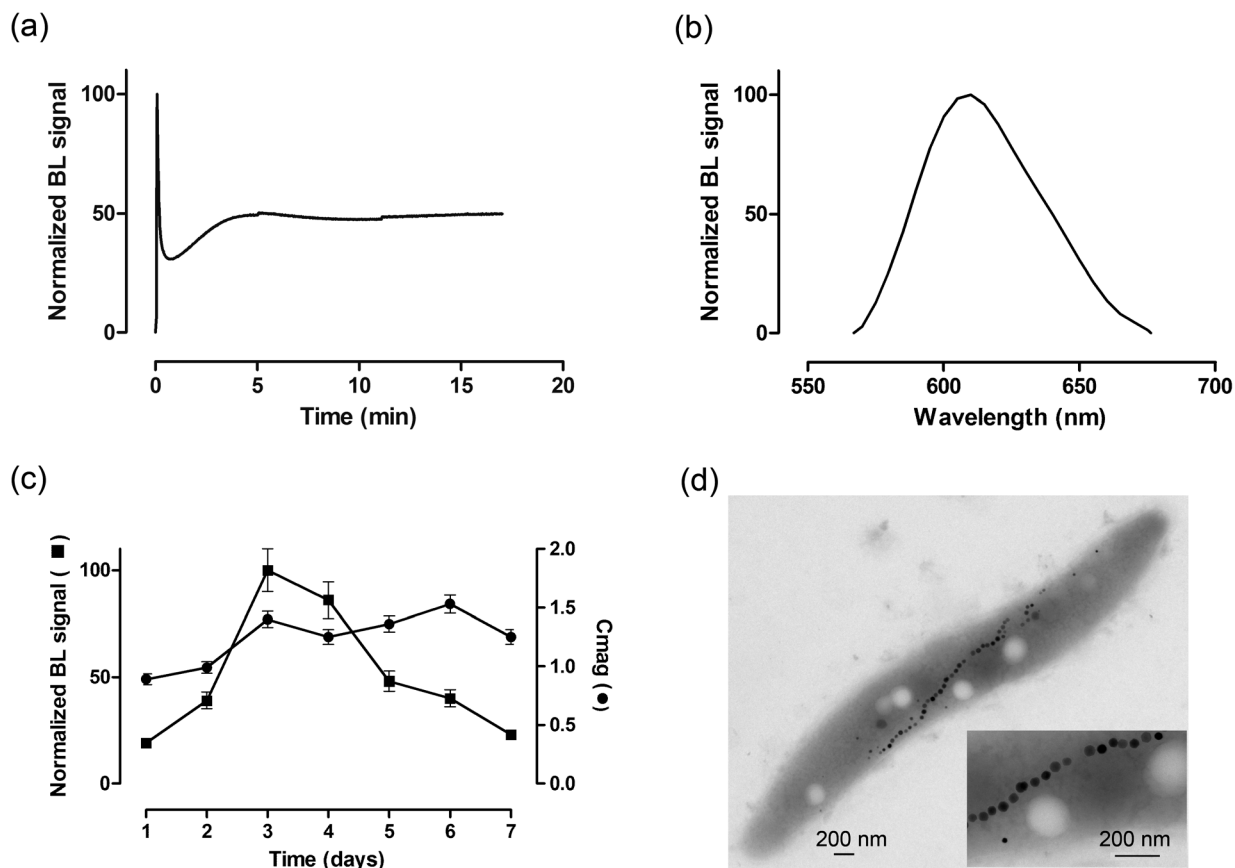 (a)
Normalized BL signal
100
50
0
0 5 10 15 20
Time (min)
(b)
Normalized BL signal
100
50
0
550 600 650 700
Wavelength (nm)
(c)
Normalized BL signal (■)
100
50
0
2.0
1.5
1.0
0.5
0.0
Cmag (●)
1 2 3 4 5 6 7
Time (days)
(d)
200 nm
200 nm